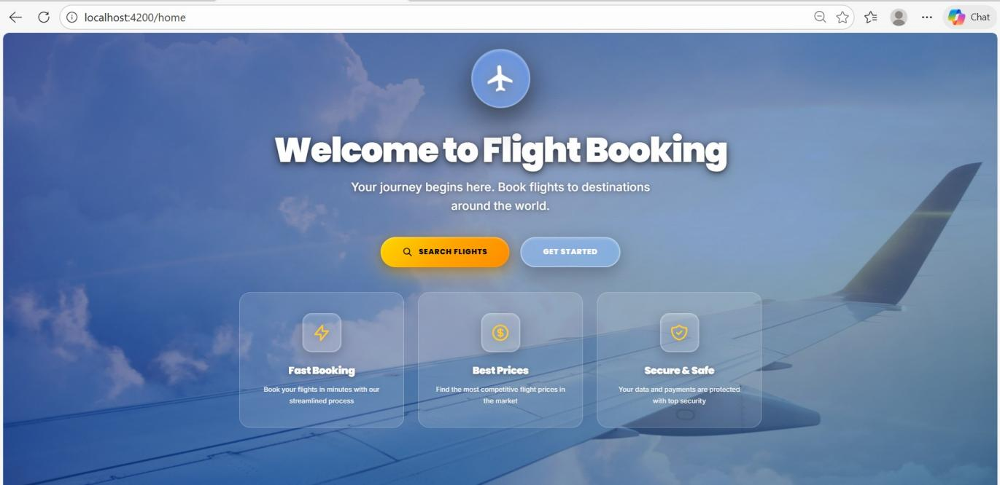 localhost:4200/home
Chat
Welcome to Flight Booking
Your journey begins here. Book flights to destinations
around the world.
SEARCH FLIGHTS
GET STARTED
Fast Booking
Book your flights in minutes with our
streamlined process
Best Prices
Find the most competitive flight prices in
the market
Secure & Safe
Your data and payments are protected
with top security